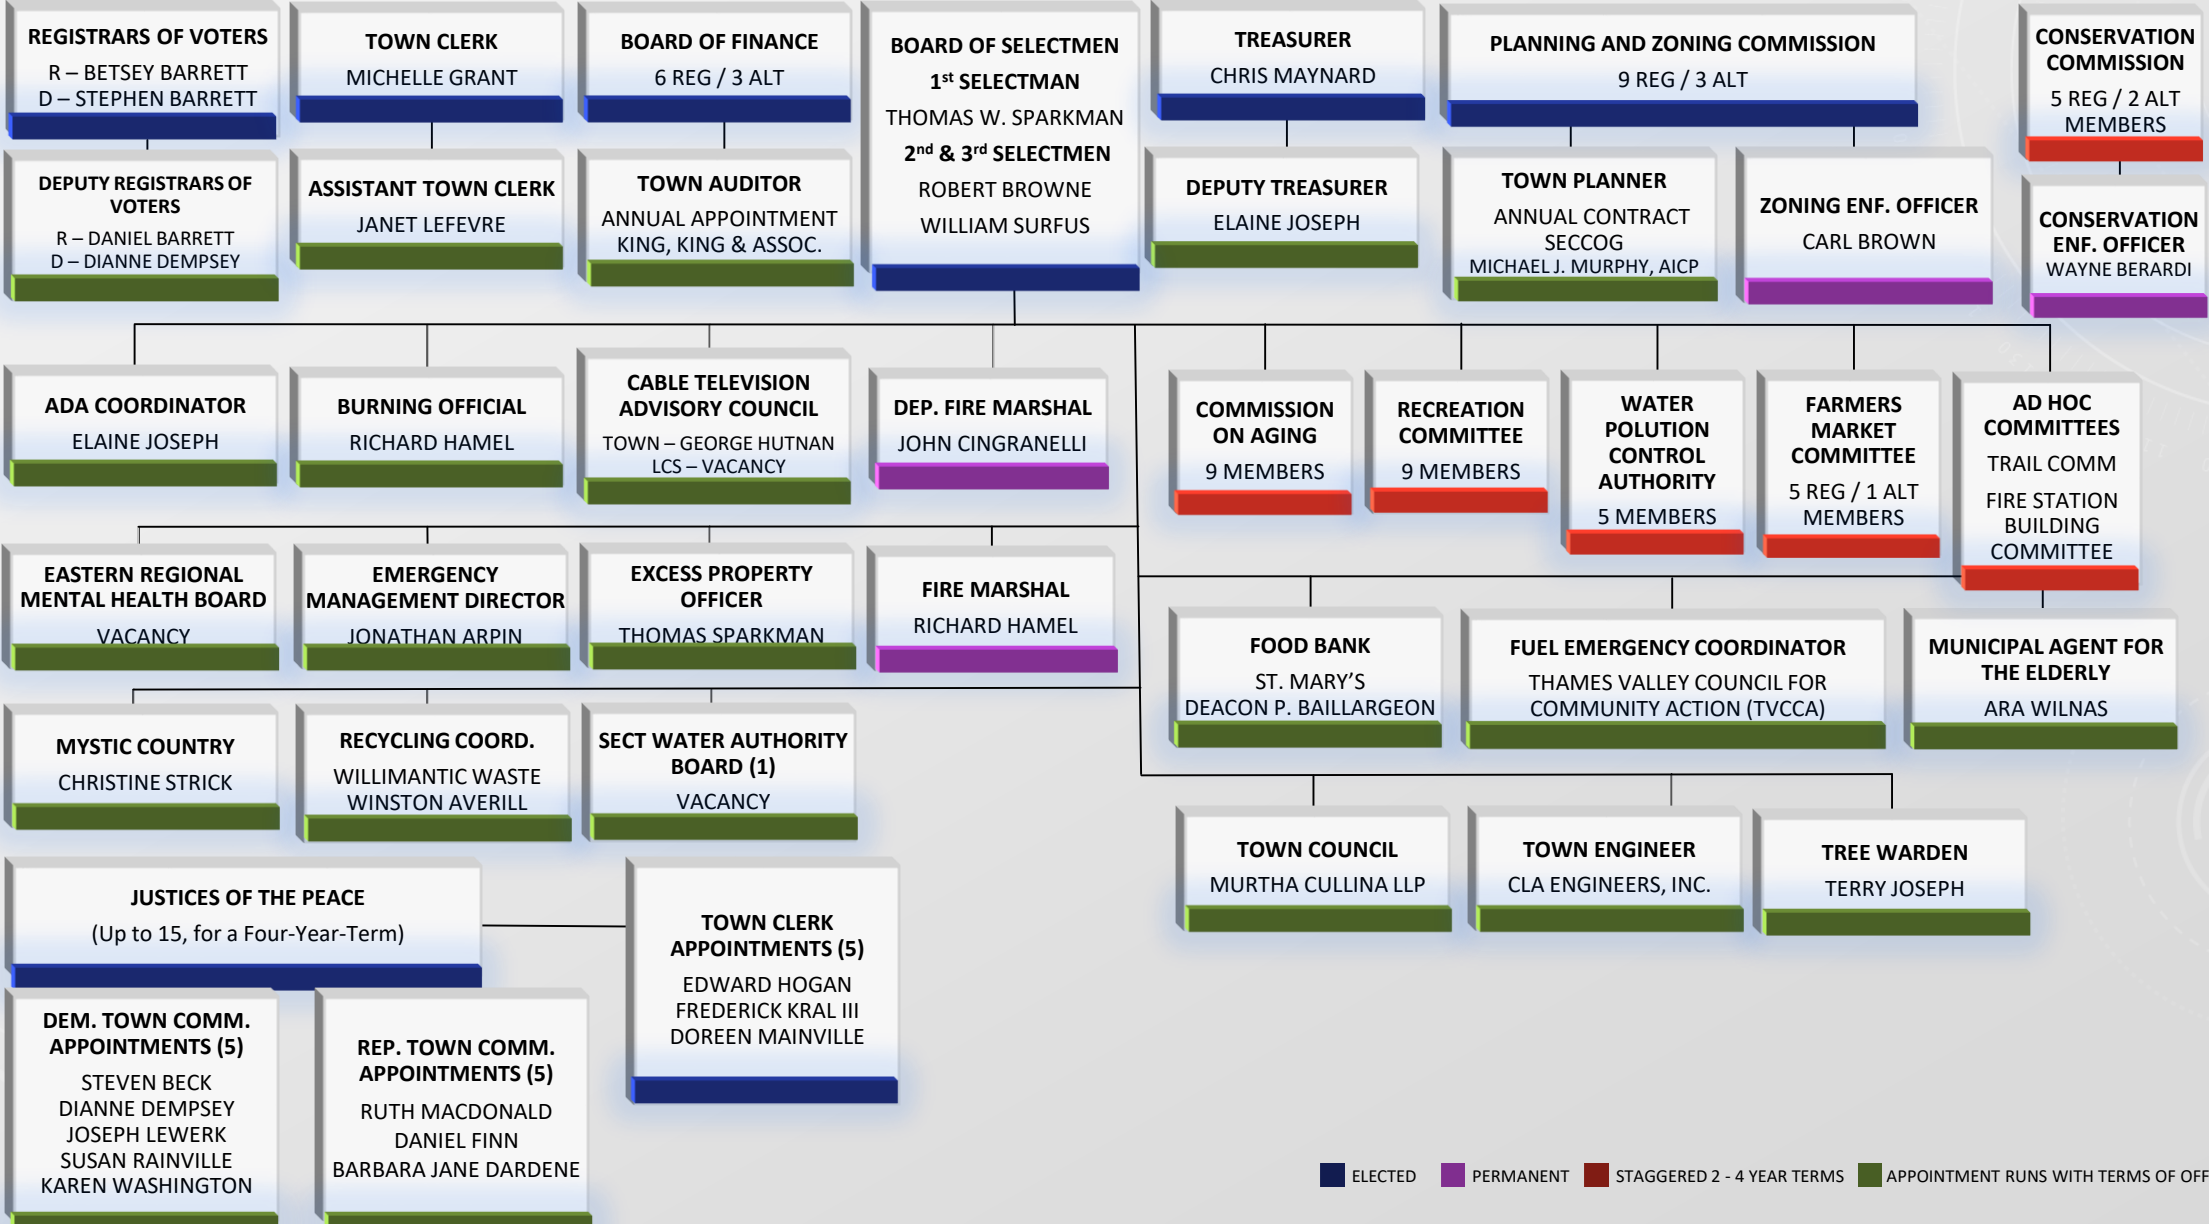 REGISTRARS OF VOTERS
R – BETSEY BARRETT
D – STEPHEN BARRETT
TOWN CLERK
MICHELLE GRANT
BOARD OF FINANCE
6 REG / 3 ALT
BOARD OF SELECTMEN
1st SELECTMAN
THOMAS W. SPARKMAN
2nd & 3rd SELECTMEN
ROBERT BROWNE
WILLIAM SURFUS
TREASURER
CHRIS MAYNARD
PLANNING AND ZONING COMMISSION
9 REG / 3 ALT
CONSERVATION
COMMISSION
5 REG / 2 ALT
MEMBERS
DEPUTY REGISTRARS OF
VOTERS
R – DANIEL BARRETT
D – DIANNE DEMPSEY
ASSISTANT TOWN CLERK
JANET LEFEVRE
TOWN AUDITOR
ANNUAL APPOINTMENT
KING, KING & ASSOC.
DEPUTY TREASURER
ELAINE JOSEPH
TOWN PLANNER
ANNUAL CONTRACT
SECCOG
MICHAEL J. MURPHY, AICP
ZONING ENF. OFFICER
CARL BROWN
CONSERVATION
ENF. OFFICER
WAYNE BERARDI
ADA COORDINATOR
ELAINE JOSEPH
BURNING OFFICIAL
RICHARD HAMEL
CABLE TELEVISION
ADVISORY COUNCIL
TOWN – GEORGE HUTNAN
LCS – VACANCY
DEP. FIRE MARSHAL
JOHN CINGRANELLI
COMMISSION
ON AGING
9 MEMBERS
RECREATION
COMMITTEE
9 MEMBERS
WATER
POLUTION
CONTROL
AUTHORITY
5 MEMBERS
FARMERS
MARKET
COMMITTEE
5 REG / 1 ALT
MEMBERS
AD HOC
COMMITTEES
TRAIL COMM
FIRE STATION
BUILDING
COMMITTEE
EASTERN REGIONAL
MENTAL HEALTH BOARD
VACANCY
EMERGENCY
MANAGEMENT DIRECTOR
JONATHAN ARPIN
EXCESS PROPERTY
OFFICER
THOMAS SPARKMAN
FIRE MARSHAL
RICHARD HAMEL
FOOD BANK
ST. MARY'S
DEACON P. BAILLARGEON
FUEL EMERGENCY COORDINATOR
THAMES VALLEY COUNCIL FOR
COMMUNITY ACTION (TVCCA)
MUNICIPAL AGENT FOR
THE ELDERLY
ARA WILNAS
MYSTIC COUNTRY
CHRISTINE STRICK
RECYCLING COORD.
WILLIMANTIC WASTE
WINSTON AVERILL
SECT WATER AUTHORITY
BOARD (1)
VACANCY
TOWN COUNCIL
MURTHA CULLINA LLP
TOWN ENGINEER
CLA ENGINEERS, INC.
TREE WARDEN
TERRY JOSEPH
JUSTICES OF THE PEACE
(Up to 15, for a Four-Year-Term)
TOWN CLERK
APPOINTMENTS (5)
EDWARD HOGAN
FREDERICK KRAL III
DOREEN MAINVILLE
DEM. TOWN COMM.
APPOINTMENTS (5)
STEVEN BECK
DIANNE DEMPSEY
JOSEPH LEWERK
SUSAN RAINVILLE
KAREN WASHINGTON
REP. TOWN COMM.
APPOINTMENTS (5)
RUTH MACDONALD
DANIEL FINN
BARBARA JANE DARDENE
ELECTED
PERMANENT
STAGGERED 2 - 4 YEAR TERMS
APPOINTMENT RUNS WITH TERMS OF OFF